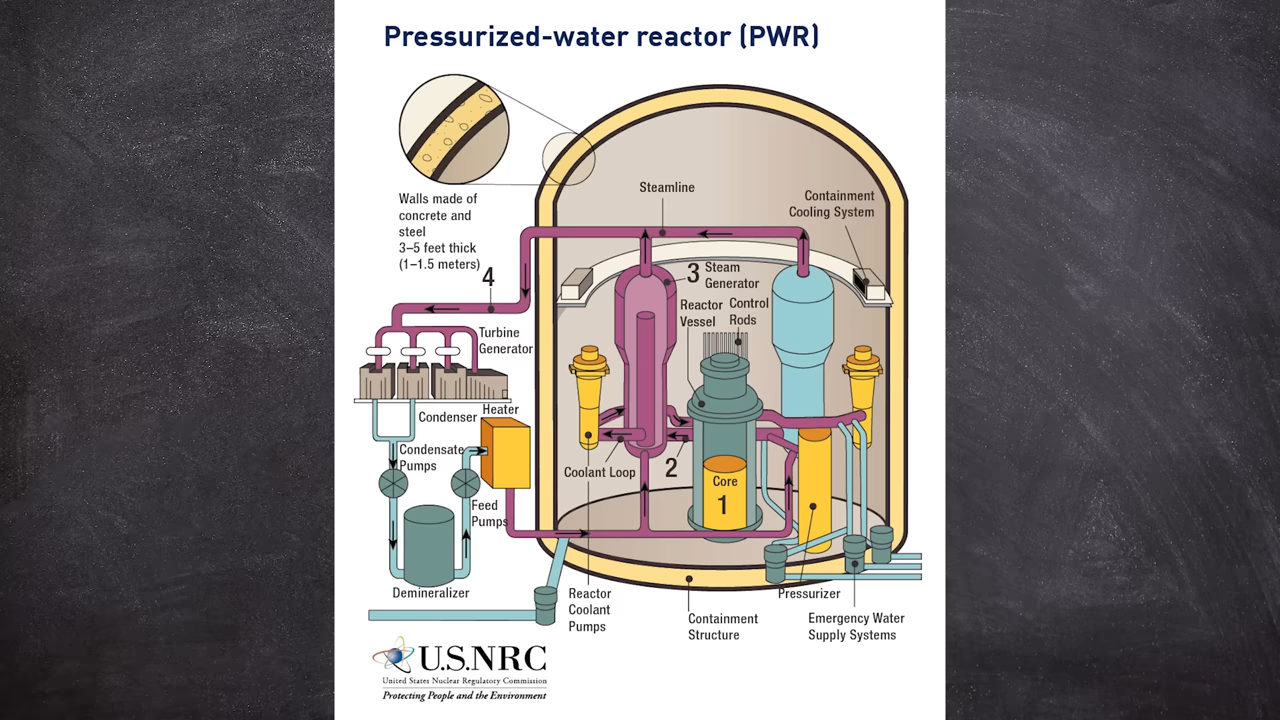 Pressurized-water reactor (PWR)
Walls made of
concrete and
steel
3–5 feet thick
(1–1.5 meters)
Steamline
Containment
Cooling System
4
3
Steam
Generator
Reactor
Vessel
Control
Rods
Turbine
Generator
Condenser
Heater
Condensate
Pumps
Coolant Loop
2
Core
1
Feed
Pumps
Demineralizer
Reactor
Coolant
Pumps
Containment
Structure
Pressurizer
Emergency Water
Supply Systems
U.S.NRC
United States Nuclear Regulatory Commission
Protecting People and the Environment